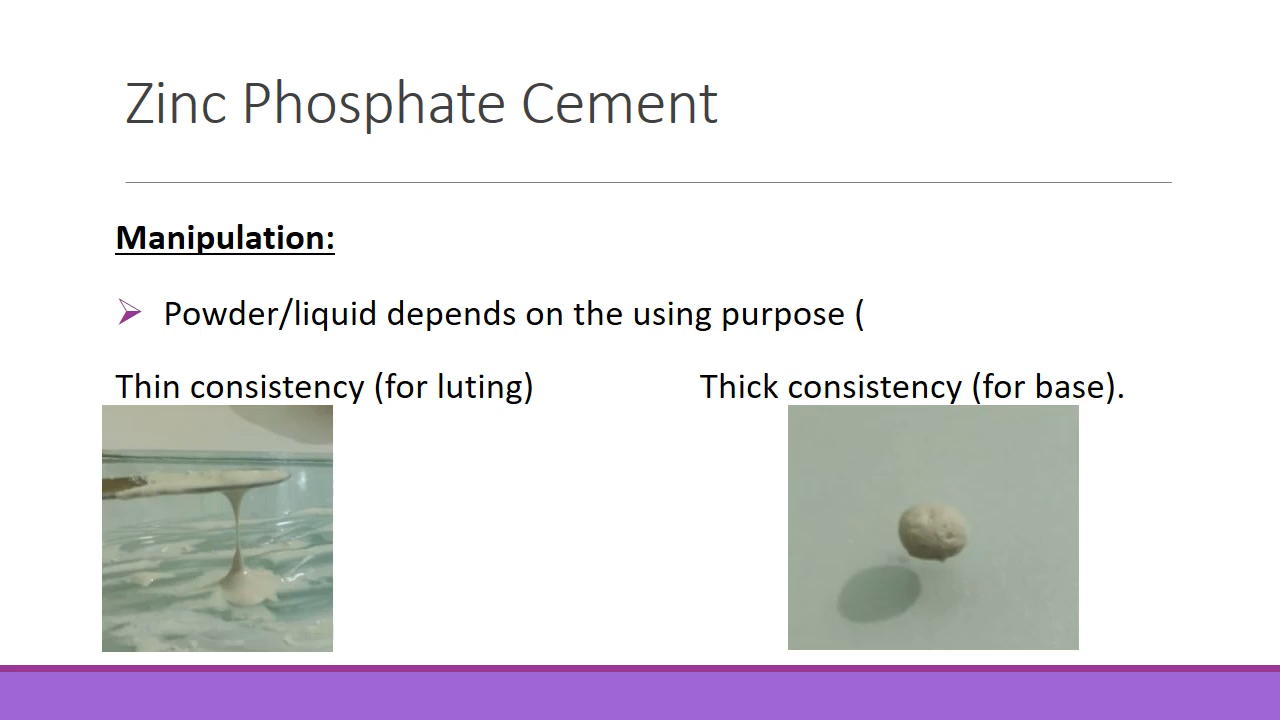 Zinc Phosphate Cement
Manipulation:
Powder/liquid depends on the using purpose (
Thin consistency (for luting)
Thick consistency (for base).